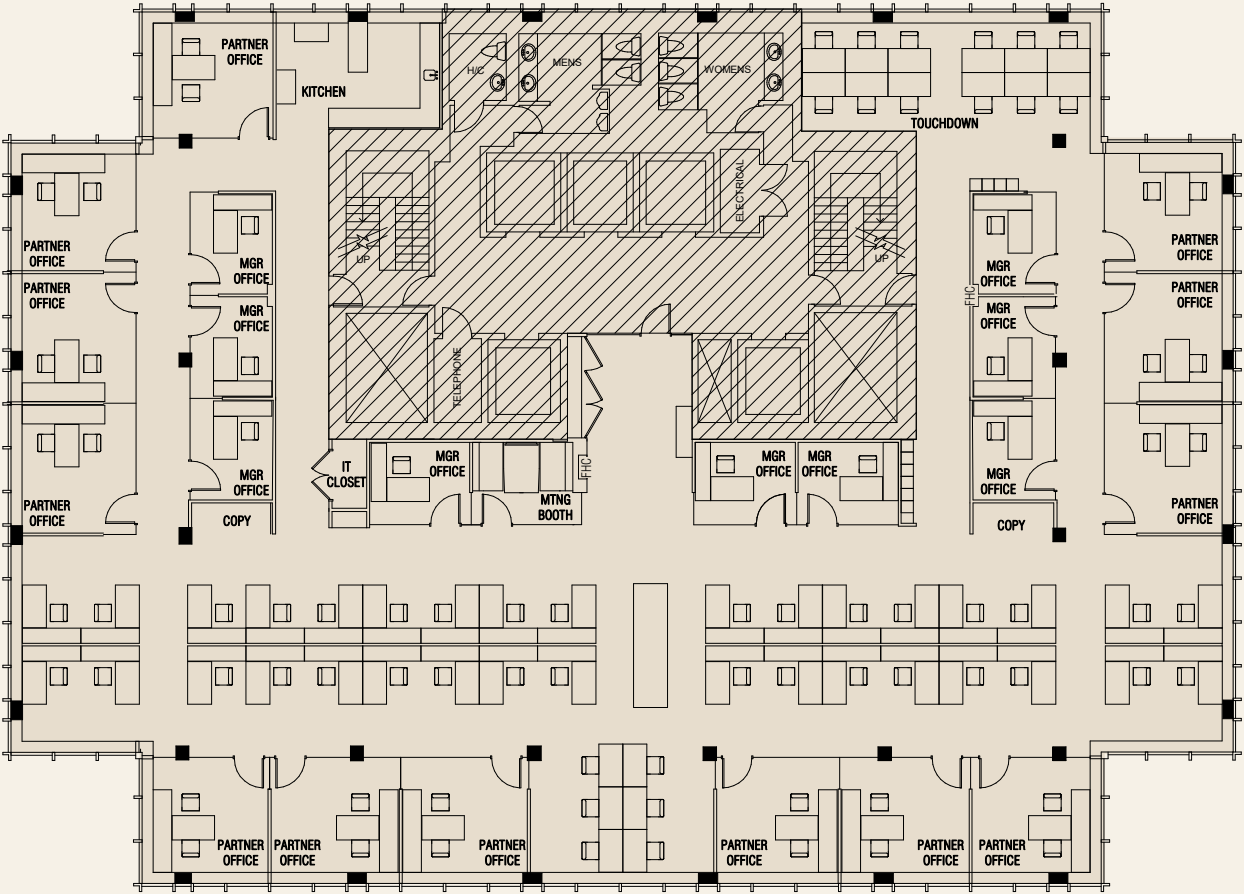 PARTNER
OFFICE
KITCHEN
H/C
MENS
WOMENS
TOUCHDOWN
ELECTRICAL
UP
UP
PARTNER
OFFICE
PARTNER
OFFICE
PARTNER
OFFICE
MGR
OFFICE
MGR
OFFICE
MGR
OFFICE
COPY
TELEPHONE
IT
CLOSET
MGR
OFFICE
MTNG
BOOTH
FHC
MGR
OFFICE
MGR
OFFICE
FHC
MGR
OFFICE
MGR
OFFICE
MGR
OFFICE
COPY
PARTNER
OFFICE
PARTNER
OFFICE
PARTNER
OFFICE
PARTNER
OFFICE
PARTNER
OFFICE
PARTNER
OFFICE
PARTNER
OFFICE
PARTNER
OFFICE
PARTNER
OFFICE